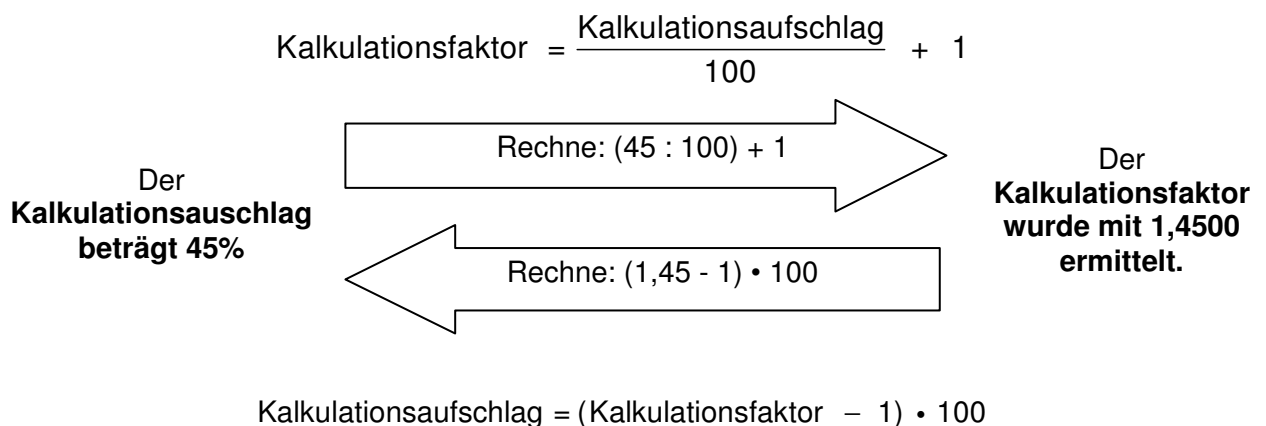 Kalkulationsfaktor = Kalkulationsaufschlag / 100 + 1
Rechne: (45 : 100) + 1
Der
Kalkulationsauschlag
beträgt 45%
Der
Kalkulationsfaktor
wurde mit 1,4500
ermittelt.
Rechne: (1,45 - 1) • 100
Kalkulationsaufschlag = (Kalkulationsfaktor − 1) • 100